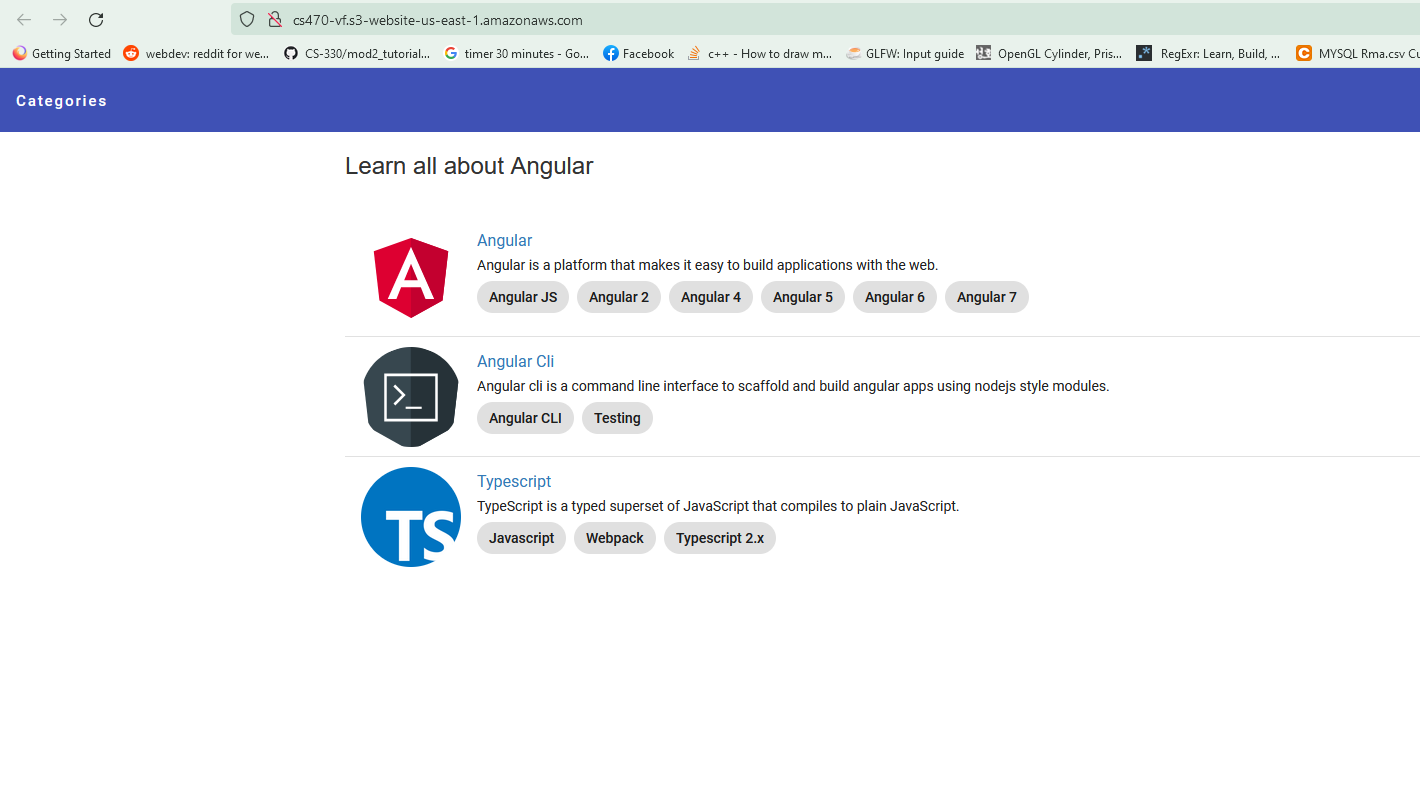 cs470-vf.s3-website-us-east-1.amazonaws.com
Getting Started webdev: reddit for we... CS-330/mod2_tutorial... timer 30 minutes - Go... Facebook c++ - How to draw m... GLFW: Input guide OpenGL Cylinder, Pris... RegExr: Learn, Build, ... MYSQL Rma.csv Cu
Categories
Learn all about Angular
Angular
Angular is a platform that makes it easy to build applications with the web.
Angular JS Angular 2 Angular 4 Angular 5 Angular 6 Angular 7
Angular Cli
Angular cli is a command line interface to scaffold and build angular apps using nodejs style modules.
Angular CLI Testing
TS
Typescript
TypeScript is a typed superset of JavaScript that compiles to plain JavaScript.
Javascript Webpack Typescript 2.x